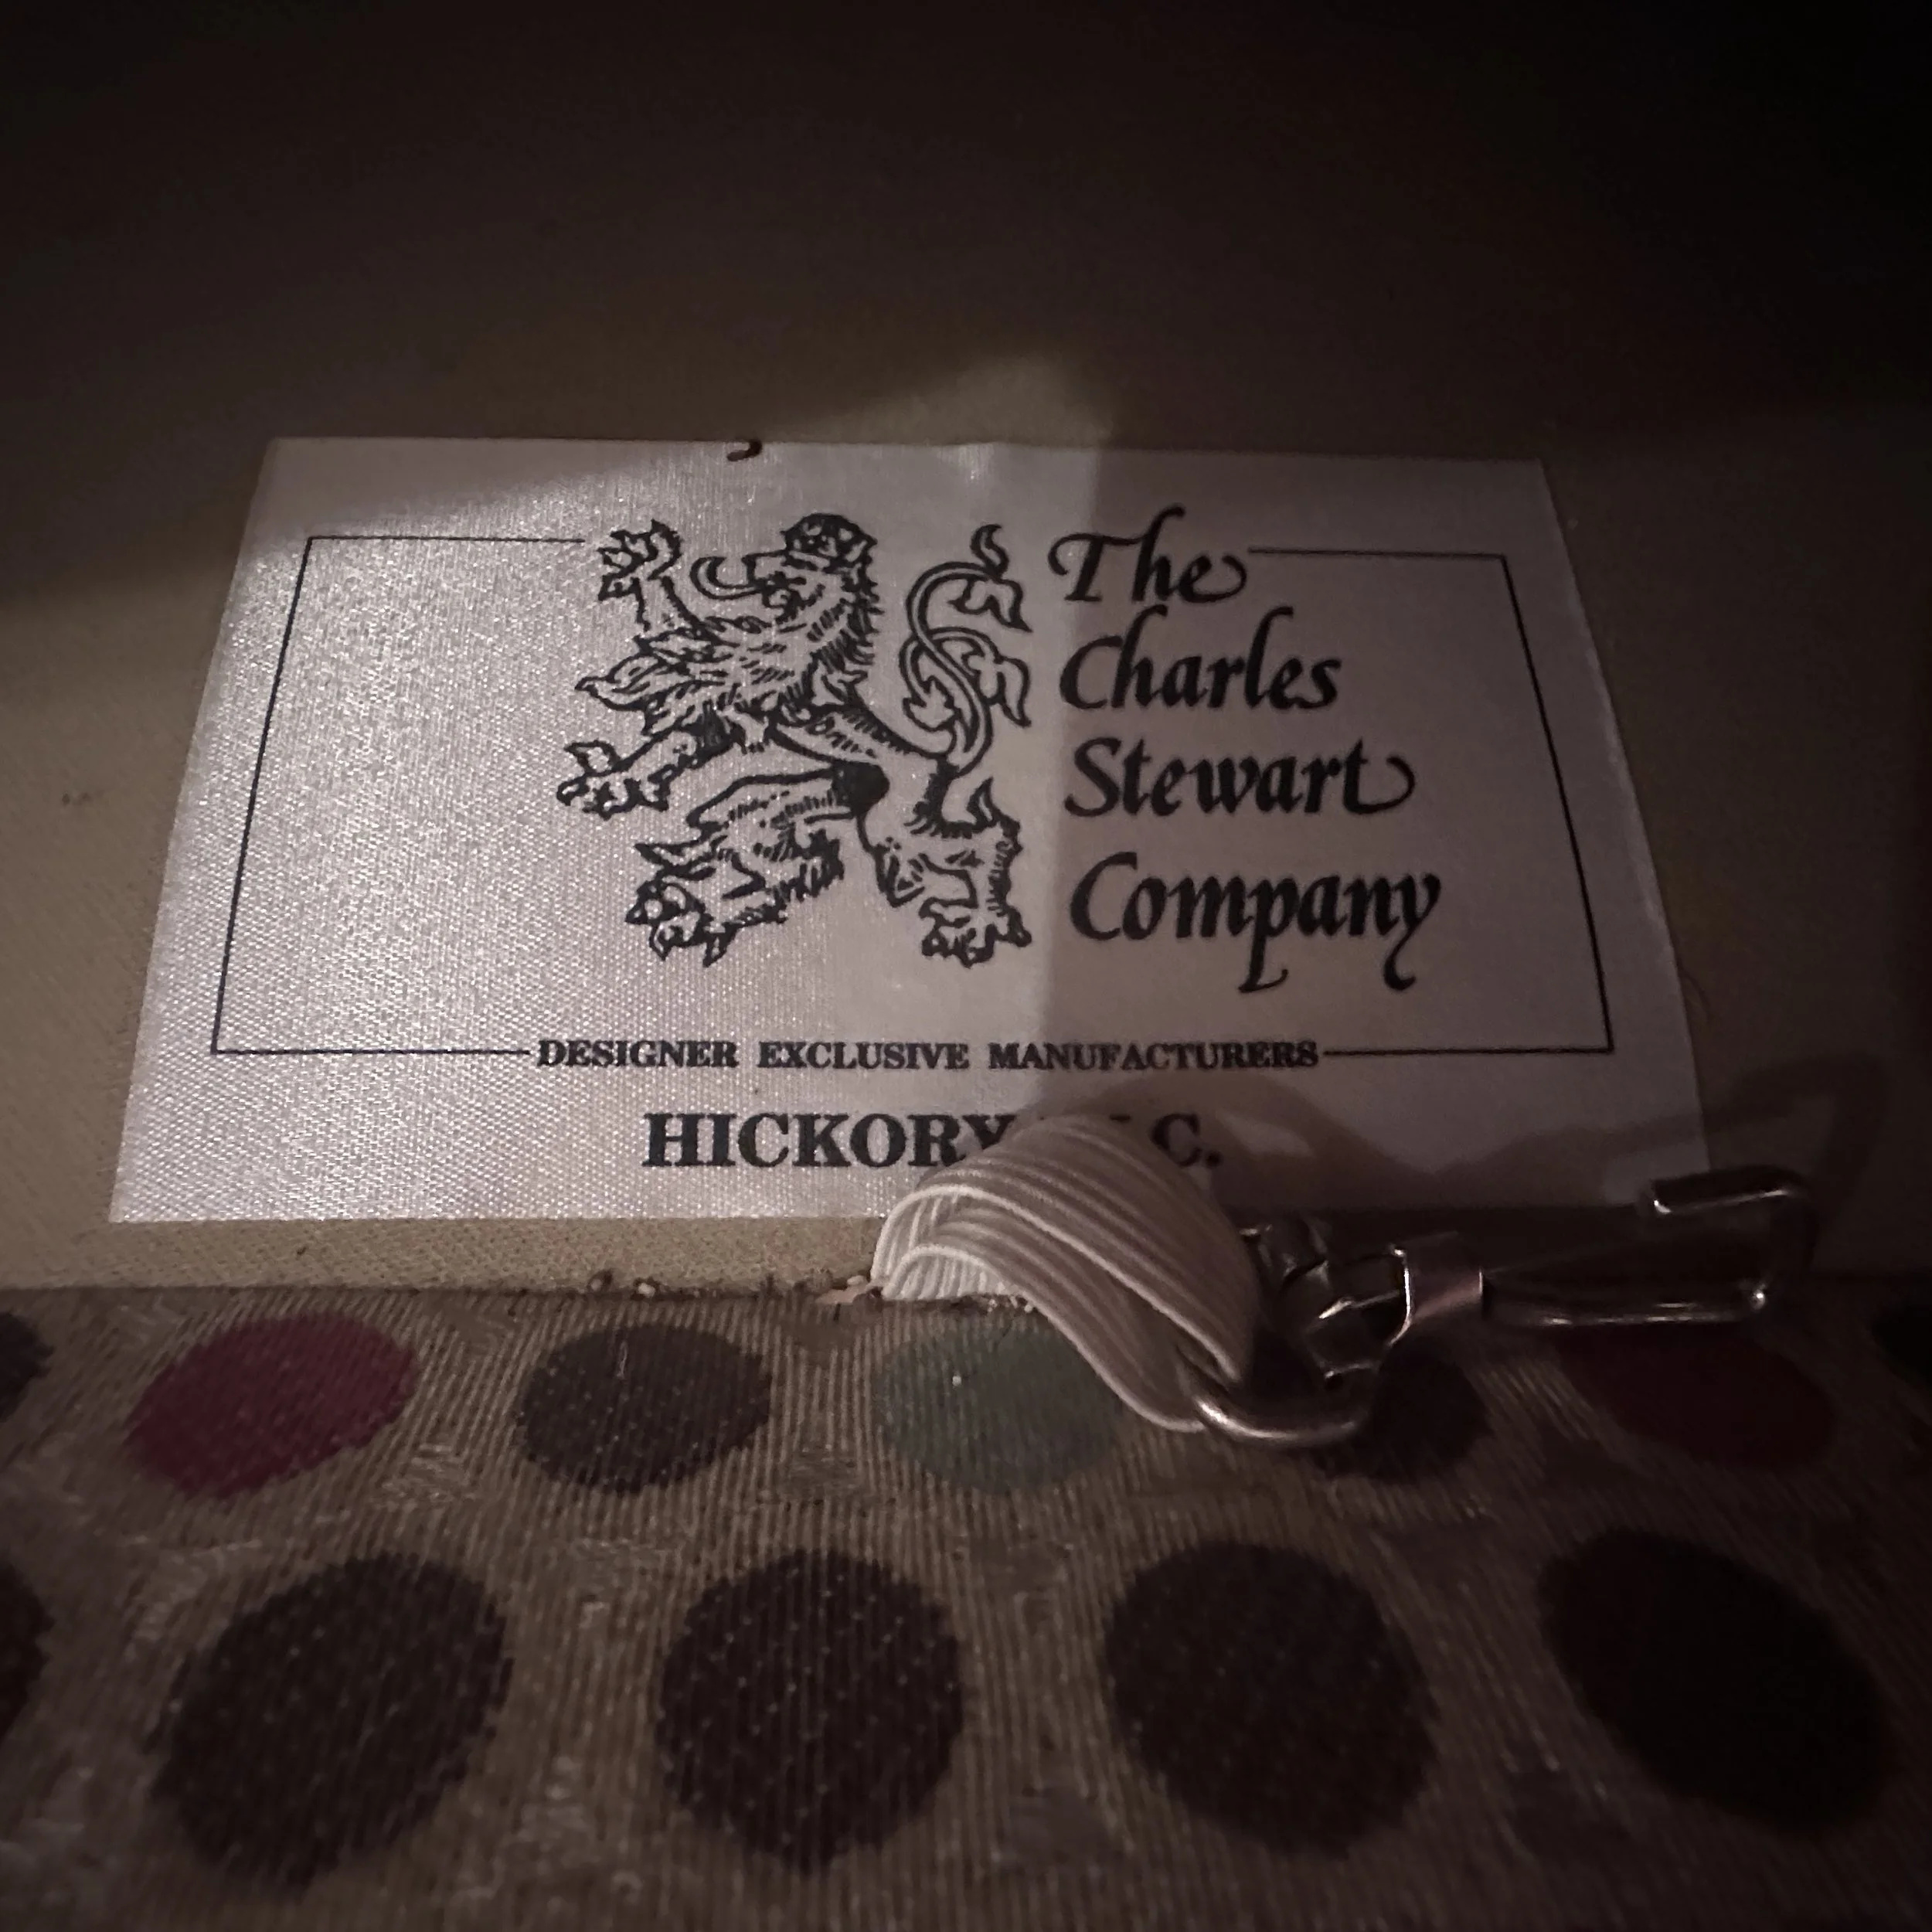 The
Charles
Stewart
Company
DESIGNER EXCLUSIVE MANUFACTURERS
HICKORY C.